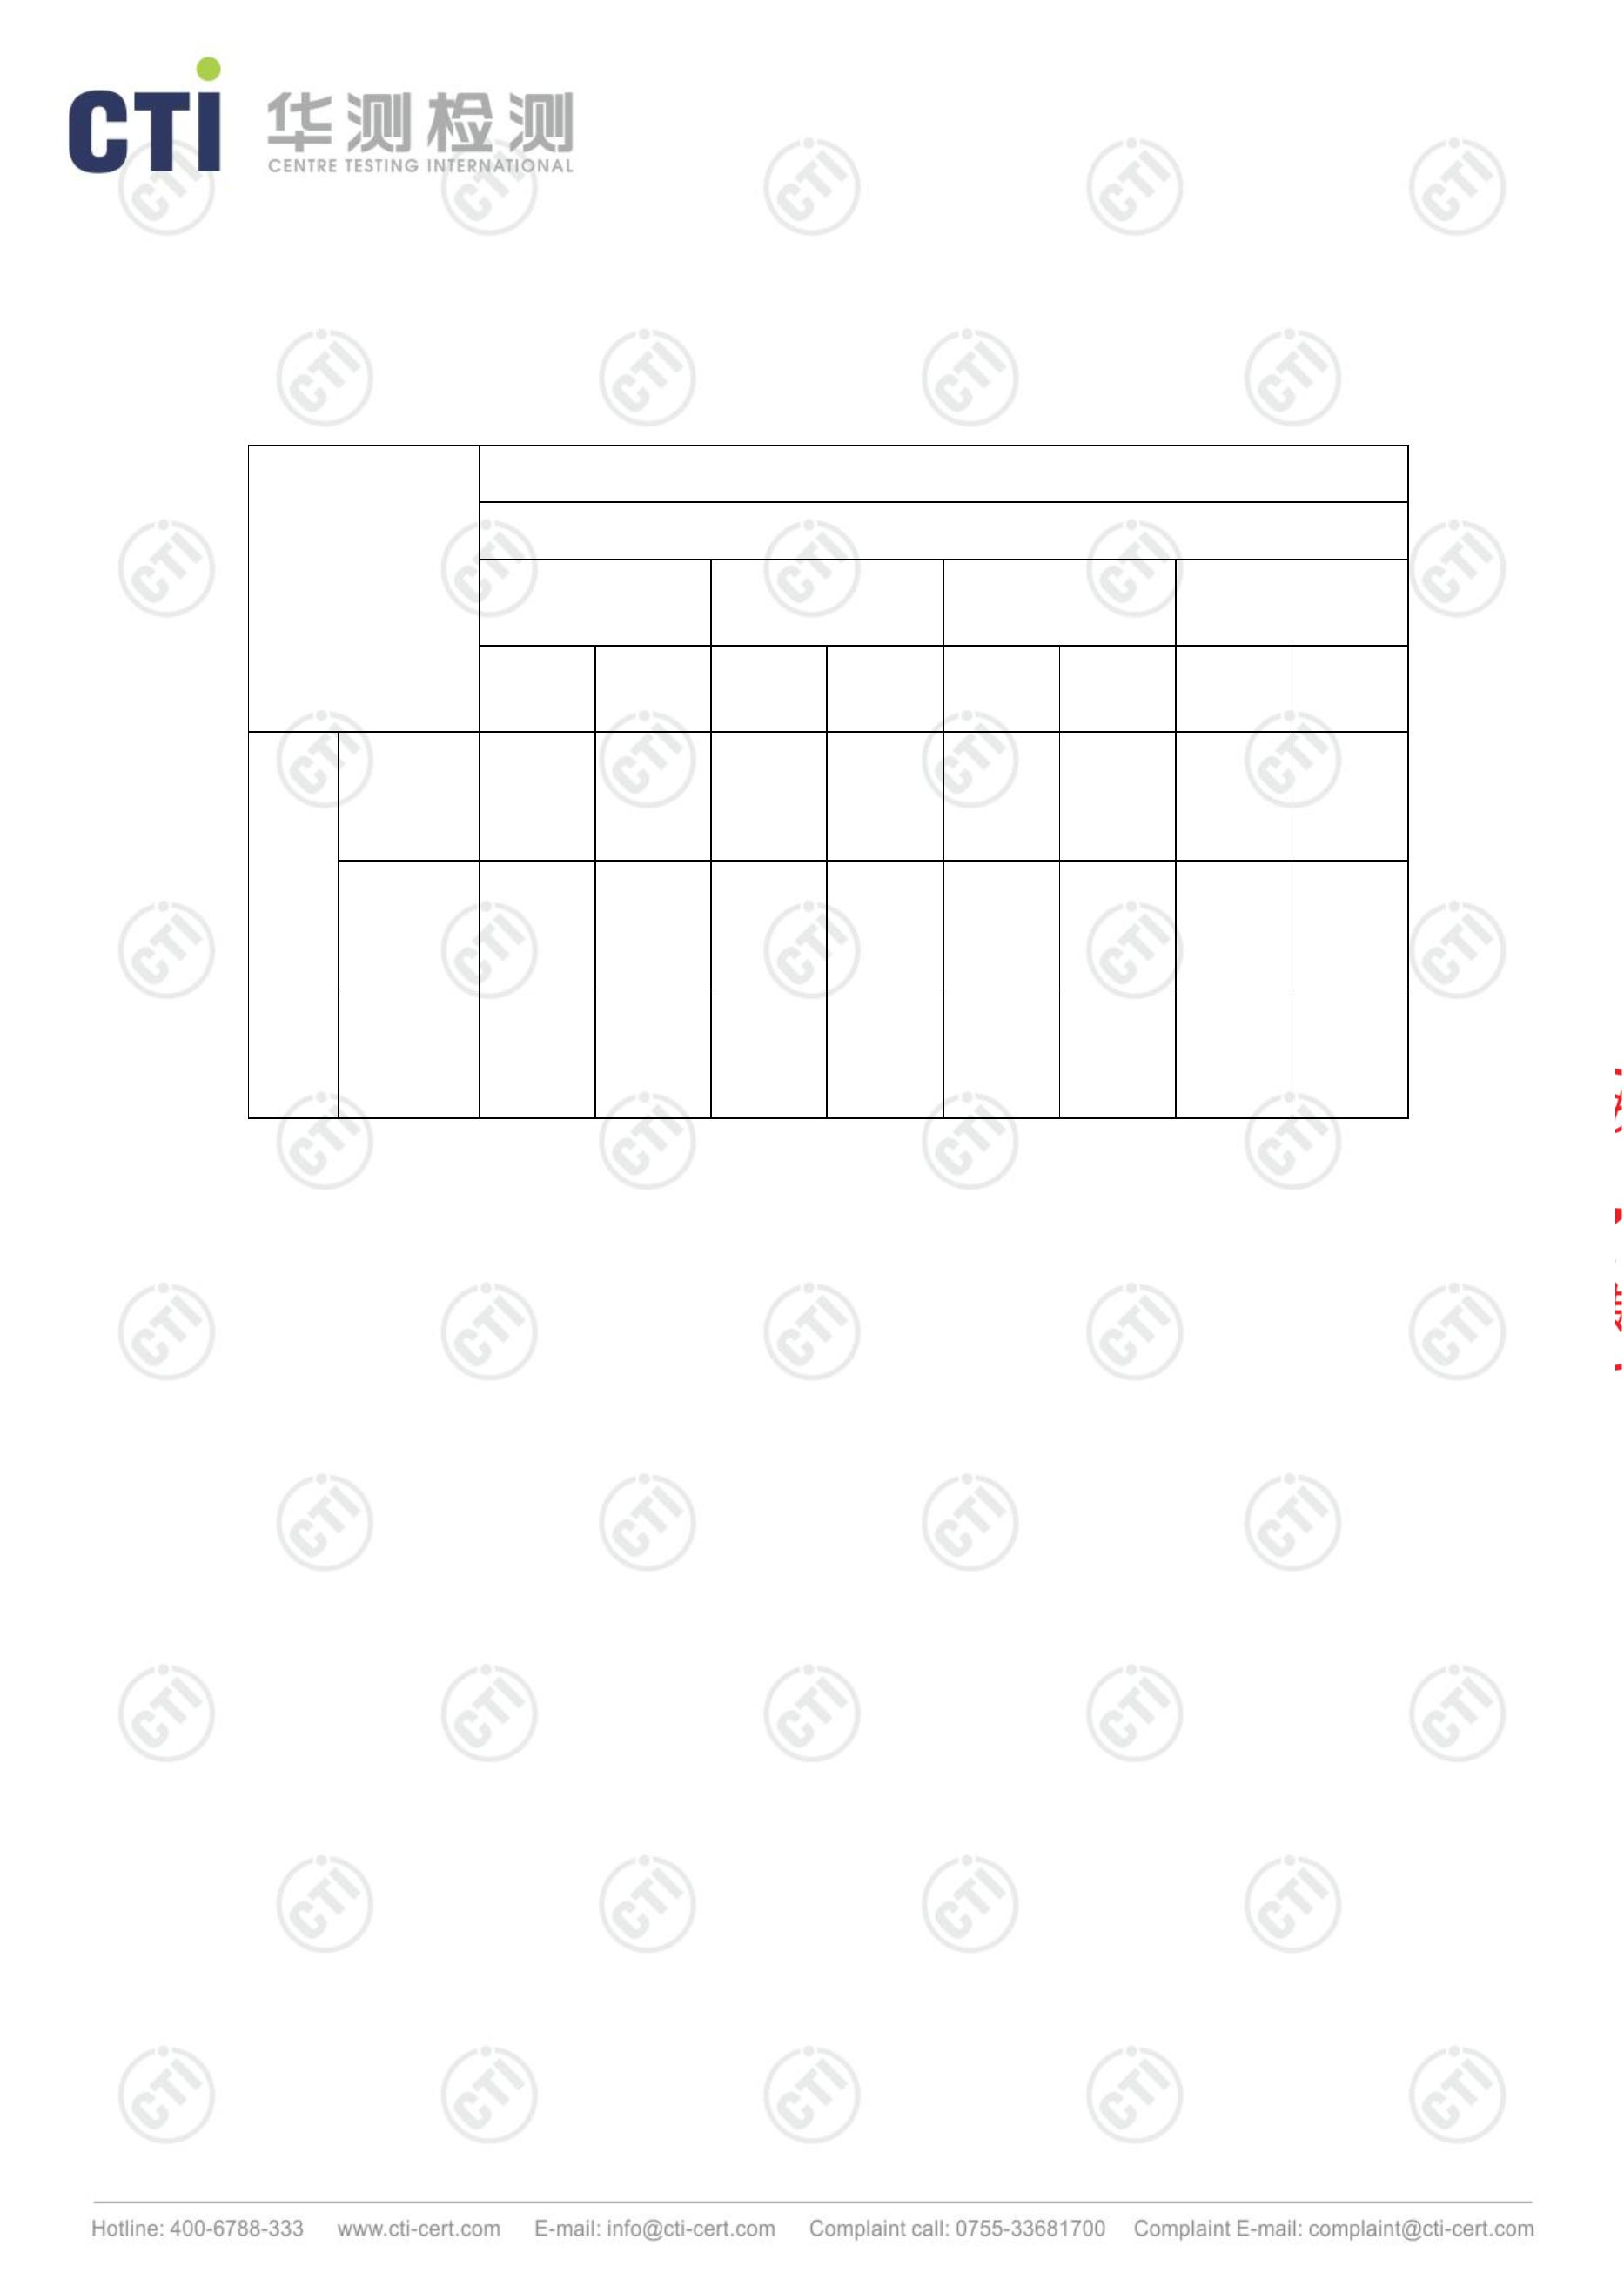 CTI 华测检测
CENTRE TESTING INTERNATIONAL
Hotline: 400-6788-333 www.cti-cert.com E-mail: info@cti-cert.com Complaint call: 0755-33681700 Complaint E-mail: complaint@cti-cert.com